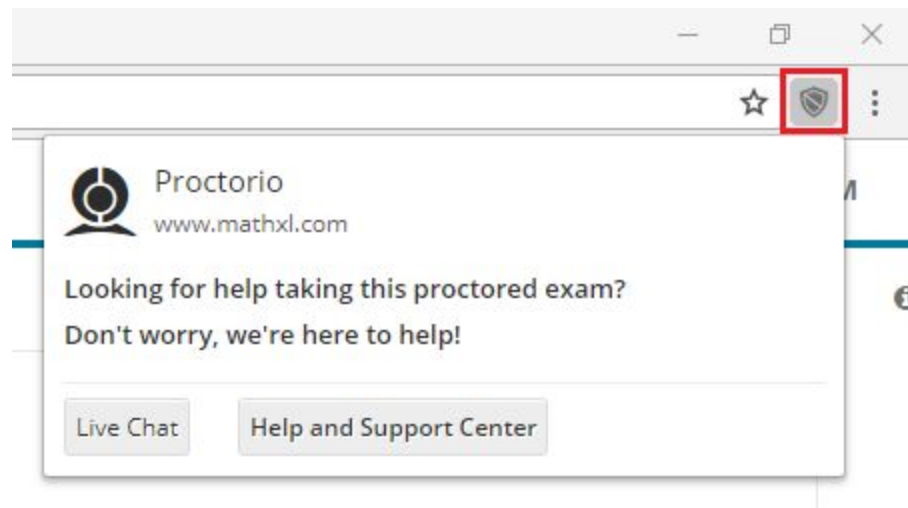 M
Proctorio
www.mathxl.com
Looking for help taking this proctored exam?
Don't worry, we're here to help!
Live Chat
Help and Support Center